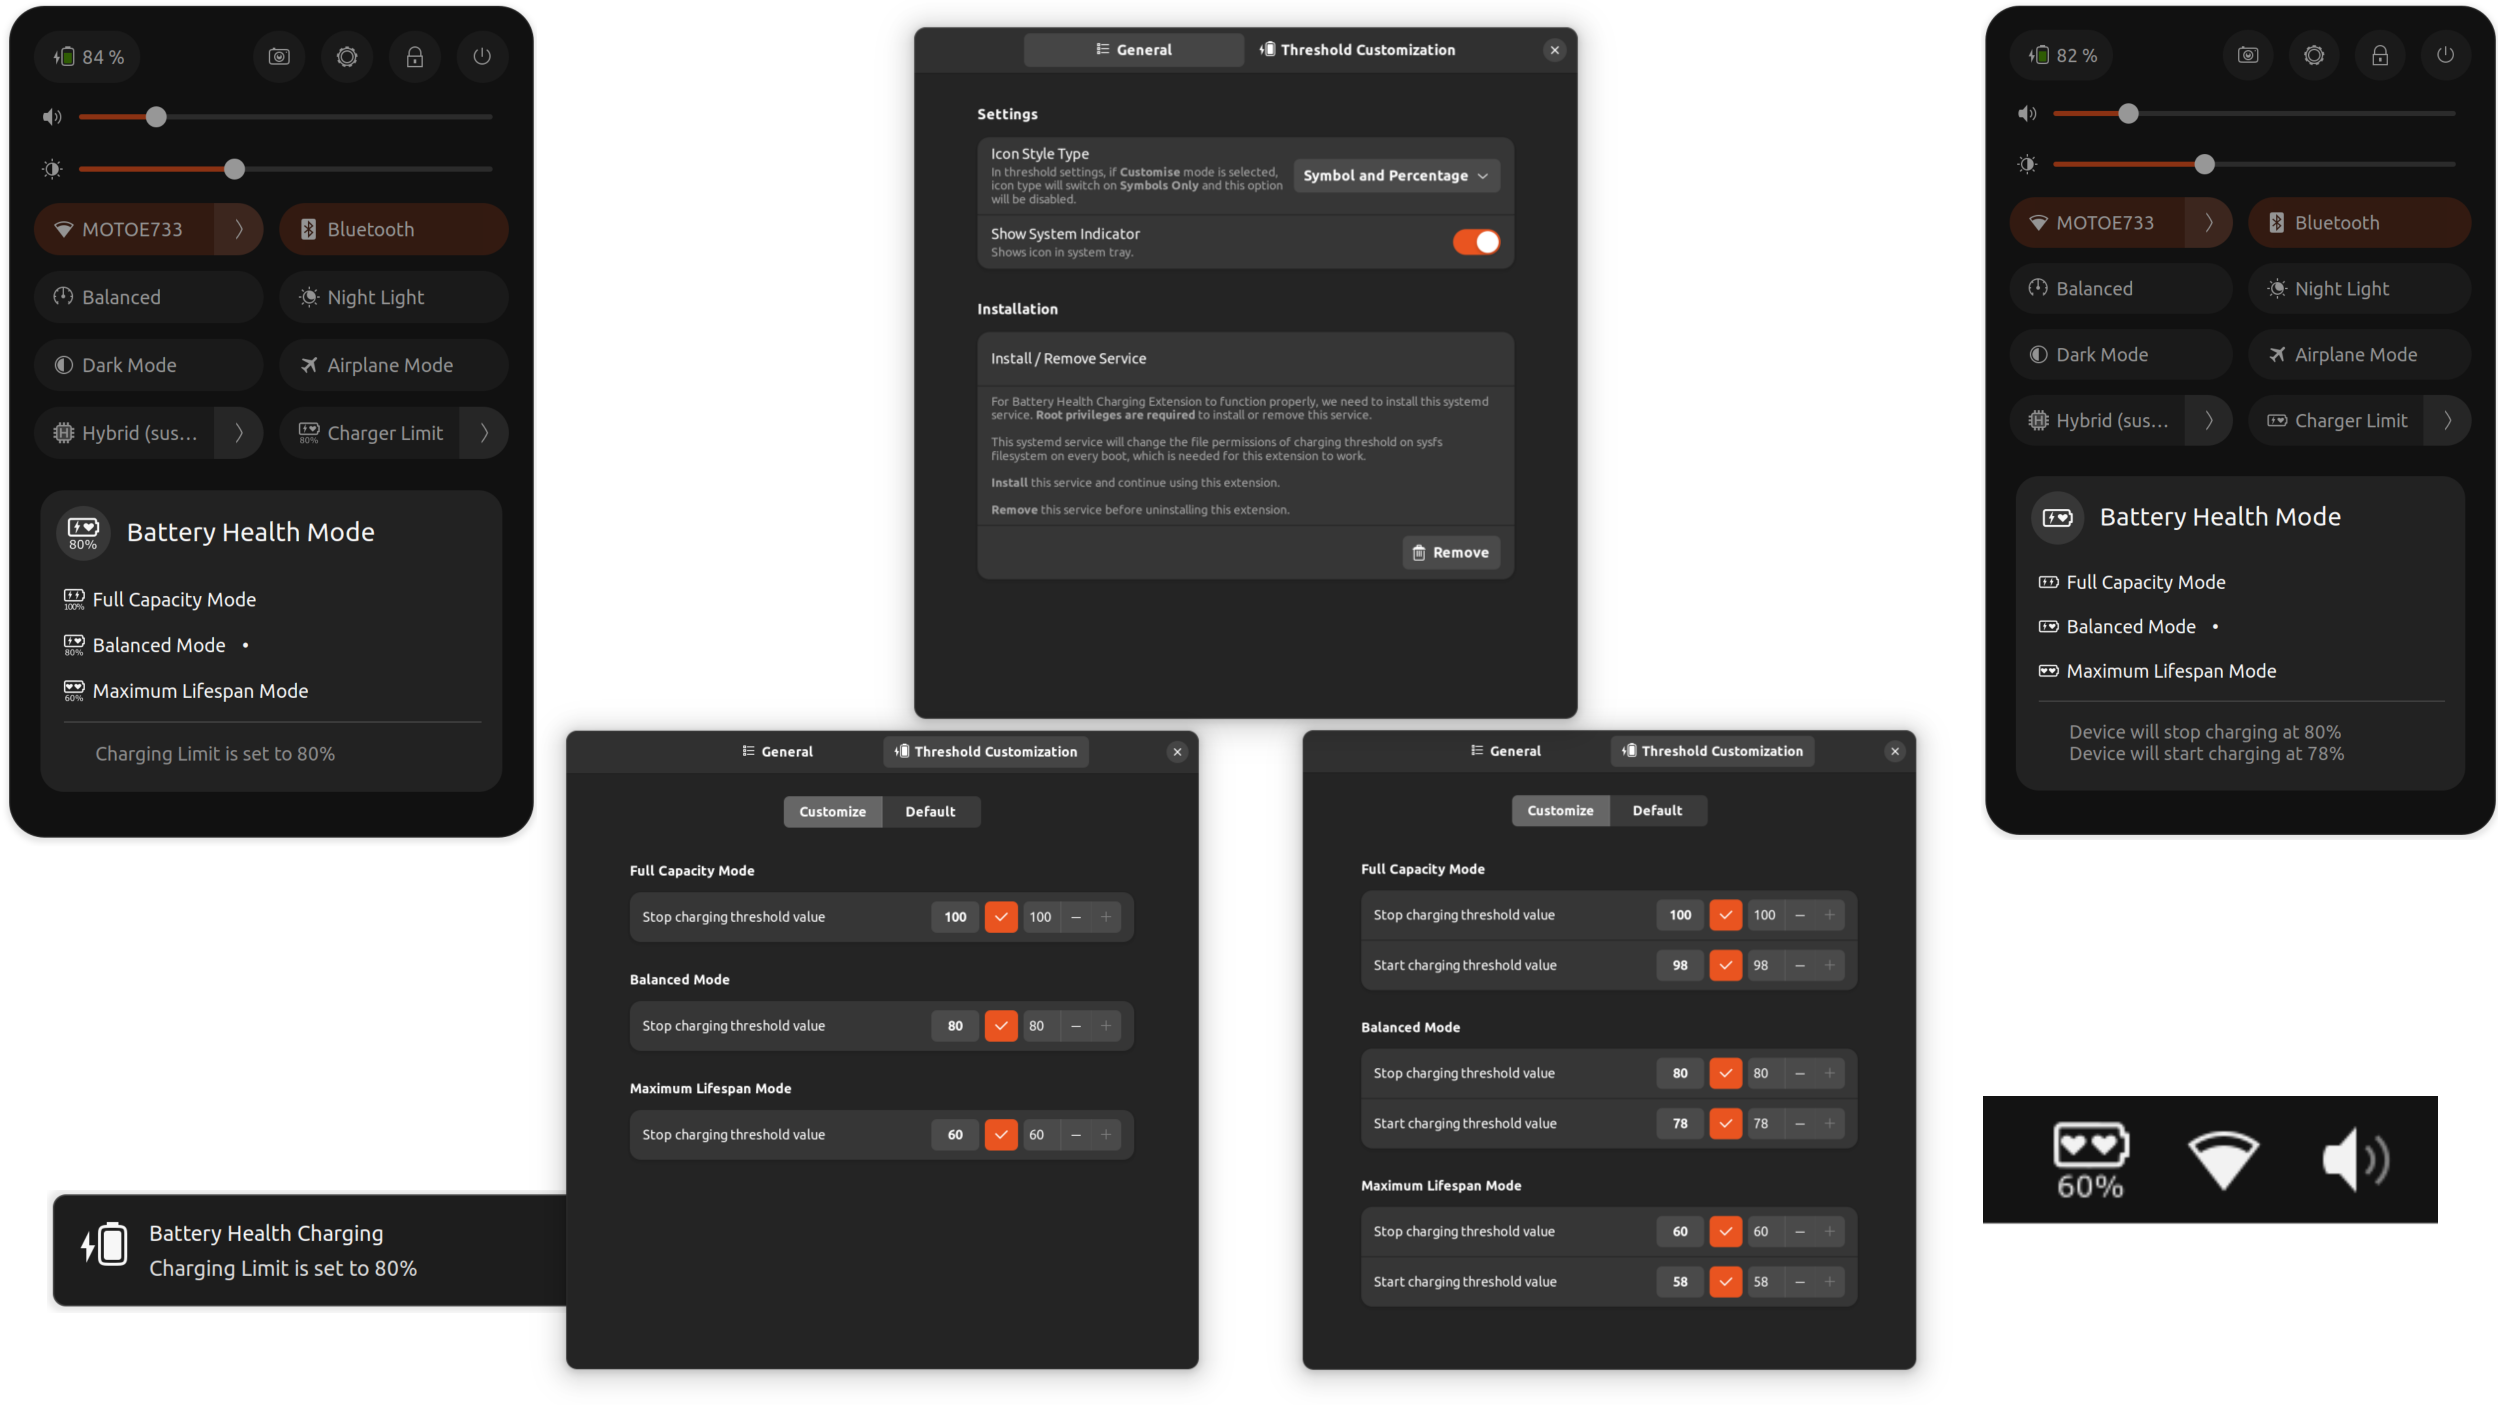 84 %
MOTOE733
Bluetooth
Balanced
Night Light
Dark Mode
Airplane Mode
Hybrid (sus...
80%
Charger Limit
80%
Battery Health Mode
100%
Full Capacity Mode
80%
Balanced Mode •
60%
Maximum Lifespan Mode
Charging Limit is set to 80%
General
Threshold Customization
Settings
Icon Style Type
In threshold settings, if Customise mode is selected,
icon type will switch on Symbols Only and this option
will be disabled.
Symbol and Percentage
Show System Indicator
Shows icon in system tray.
Installation
Install / Remove Service
For Battery Health Charging Extension to function properly, we need to install this systemd
service. Root privileges are required to install or remove this service.
This systemd service will change the file permissions of charging threshold on sysfs
filesystem on every boot, which is needed for this extension to work.
Install this service and continue using this extension.
Remove this service before uninstalling this extension.
Remove
82 %
MOTOE733
Bluetooth
Balanced
Night Light
Dark Mode
Airplane Mode
Hybrid (sus...
Charger Limit
Battery Health Mode
Full Capacity Mode
Balanced Mode •
Maximum Lifespan Mode
Device will stop charging at 80%
Device will start charging at 78%
General
Threshold Customization
Customize
Default
Full Capacity Mode
Stop charging threshold value 100 100 − +
Balanced Mode
Stop charging threshold value 80 80 − +
Maximum Lifespan Mode
Stop charging threshold value 60 60 − +
General
Threshold Customization
Customize
Default
Full Capacity Mode
Stop charging threshold value 100 100 − +
Start charging threshold value 98 98 − +
Balanced Mode
Stop charging threshold value 80 80 − +
Start charging threshold value 78 78 − +
Maximum Lifespan Mode
Stop charging threshold value 60 60 − +
Start charging threshold value 58 58 − +
Battery Health Charging
Charging Limit is set to 80%
60%